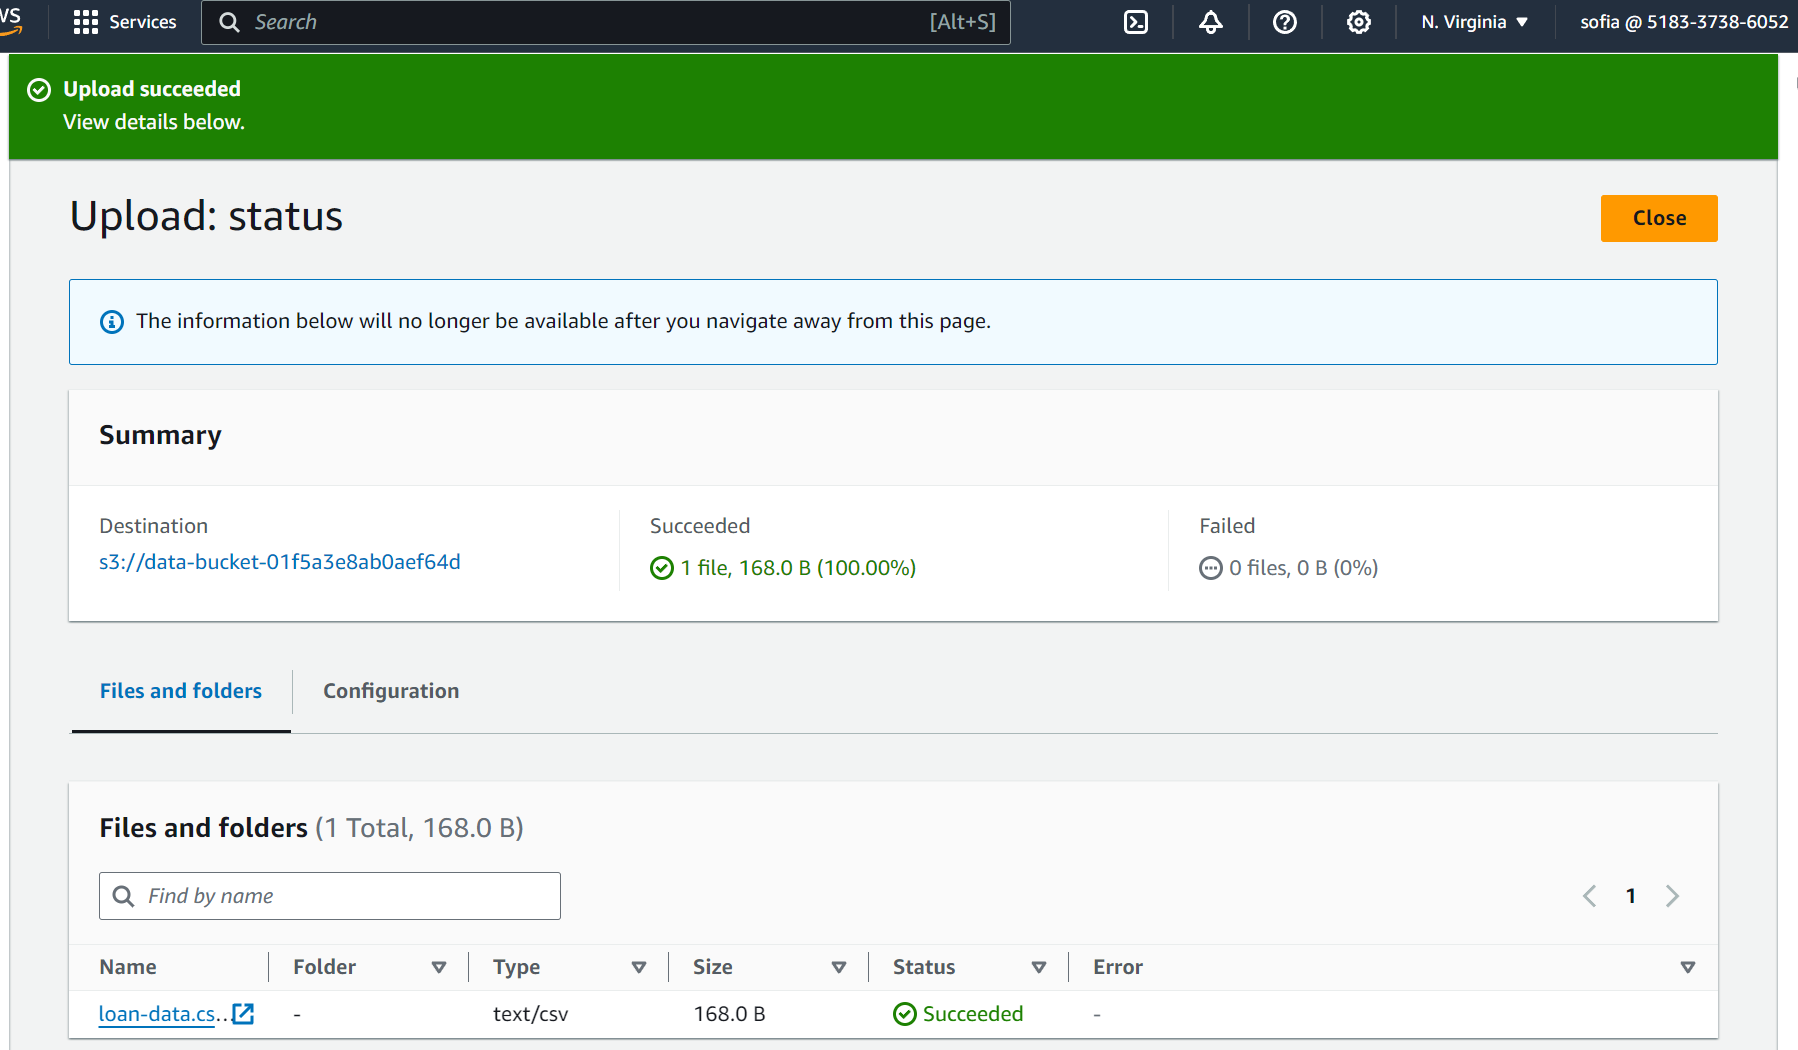 WS Services Search [Alt+S] N. Virginia sofia @ 5183-3738-6052
Upload succeeded
View details below.
Upload: status Close
The information below will no longer be available after you navigate away from this page.
Summary
Destination Succeeded Failed
s3://data-bucket-01f5a3e8ab0aef64d 1 file, 168.0 B (100.00%) 0 files, 0 B (0%)
Files and folders Configuration
Files and folders (1 Total, 168.0 B)
Find by name 1
Name Folder Type Size Status Error
loan-data.cs... - text/csv 168.0 B Succeeded -